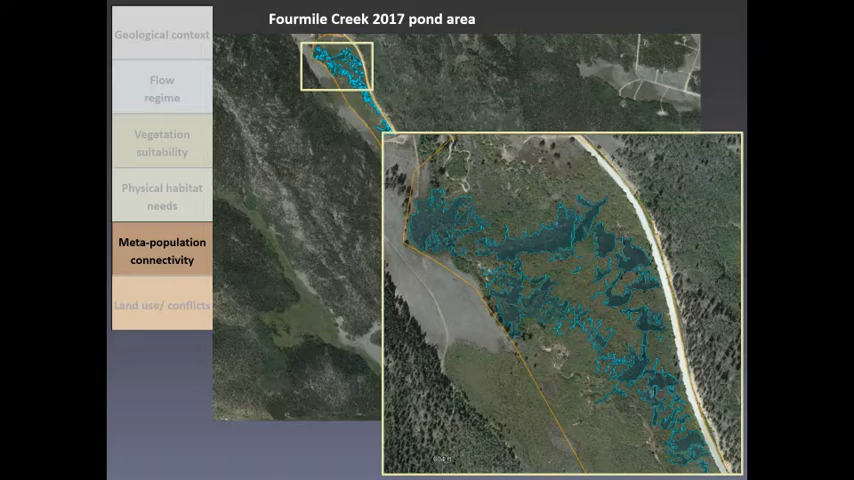 Fourmile Creek 2017 pond area
Geological context
Flow
regime
Vegetation
suitability
Physical habitat
needs
Meta-population
connectivity
Land use/ conflicts